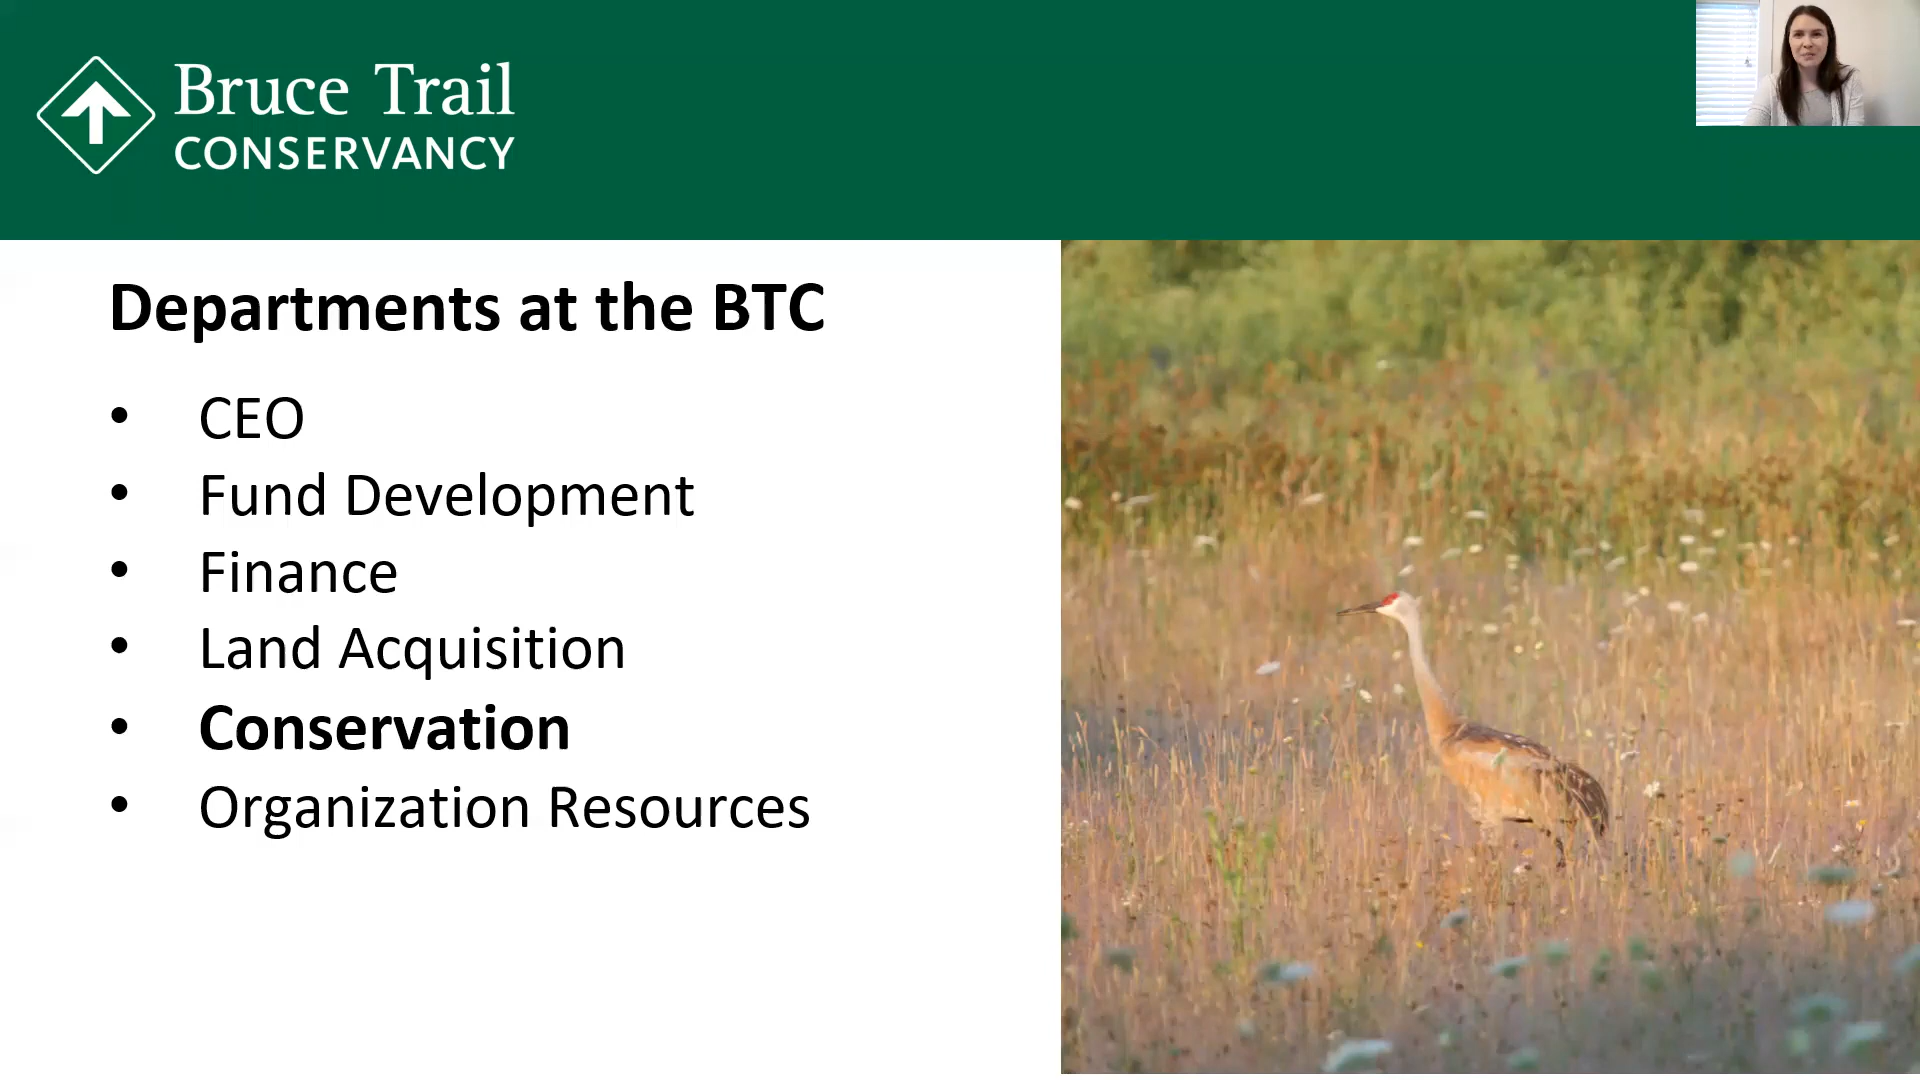 Bruce Trail
CONSERVANCY
Departments at the BTC
• CEO
• Fund Development
• Finance
• Land Acquisition
• Conservation
• Organization Resources